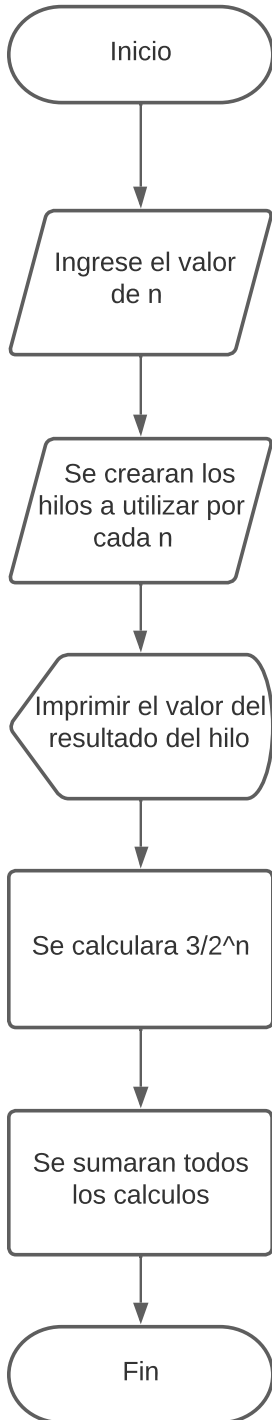 Inicio
Ingrese el valor
de n
Se crearan los
hilos a utilizar por
cada n
Imprimir el valor del
resultado del hilo
Se calculara 3/2^n
Se sumaran todos
los calculos
Fin